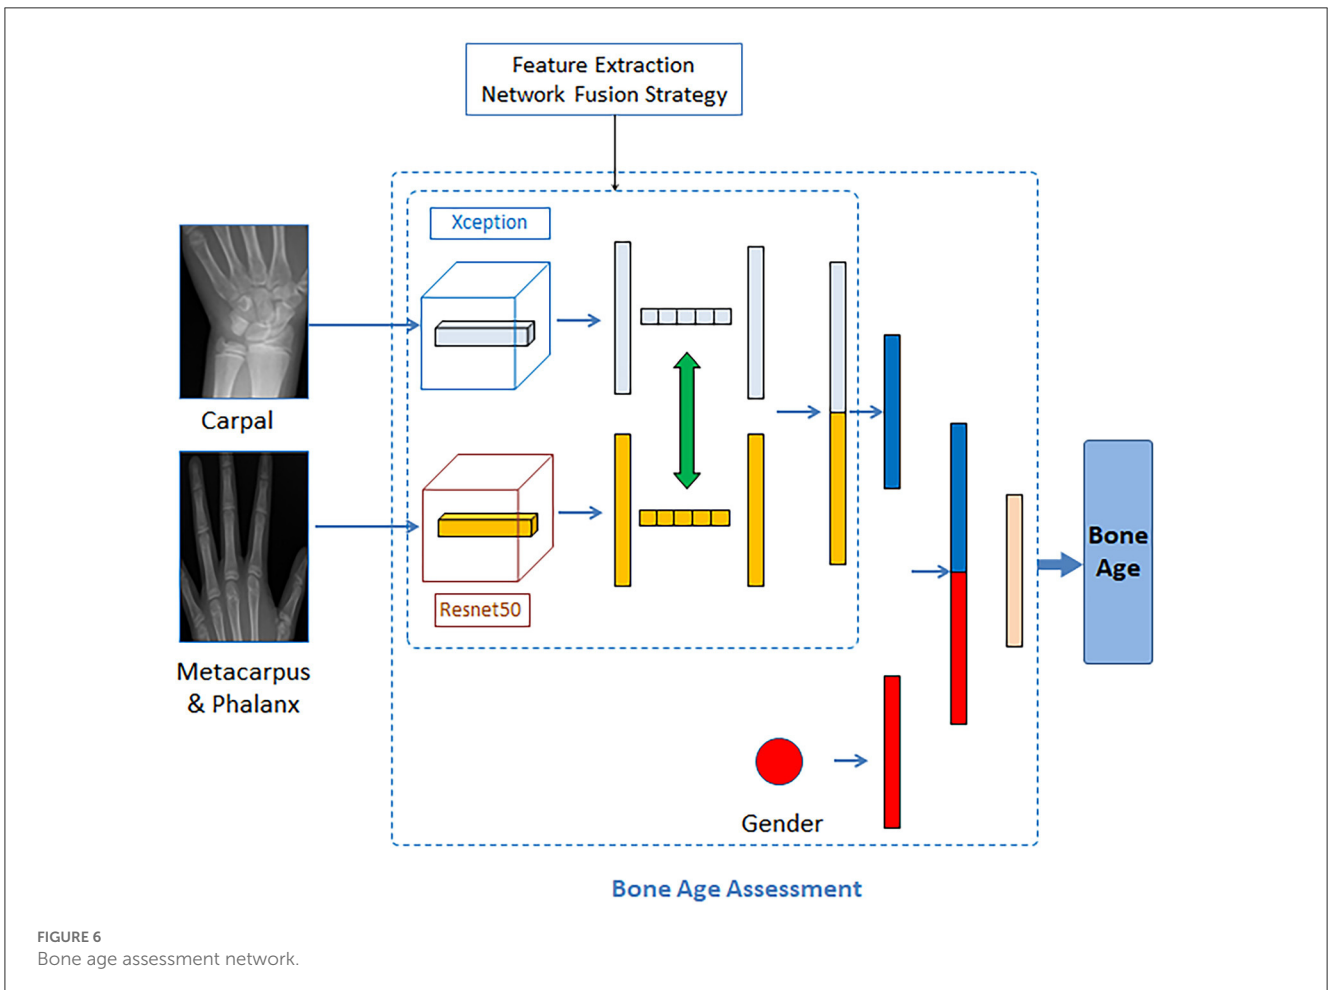 Feature Extraction
Network Fusion Strategy
Xception
Carpal
Resnet50
Metacarpus
& Phalanx
Gender
Bone
Age
Bone Age Assessment
FIGURE 6
Bone age assessment network.